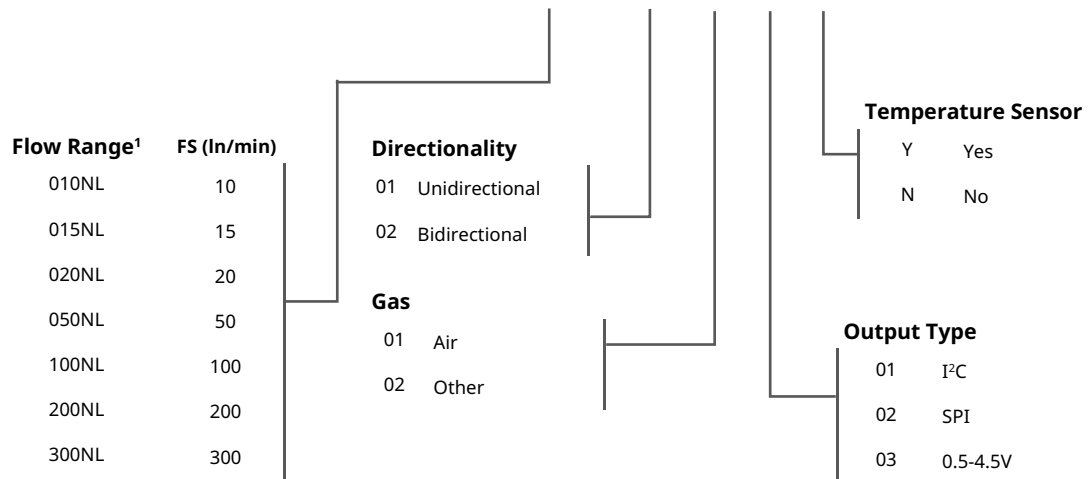 Flow Range¹ FS (ln/min)
010NL 10
015NL 15
020NL 20
050NL 50
100NL 100
200NL 200
300NL 300
Directionality
01 Unidirectional
02 Bidirectional
Gas
01 Air
02 Other
Temperature Sensor
Y Yes
N No
Output Type
01 I²C
02 SPI
03 0.5-4.5V